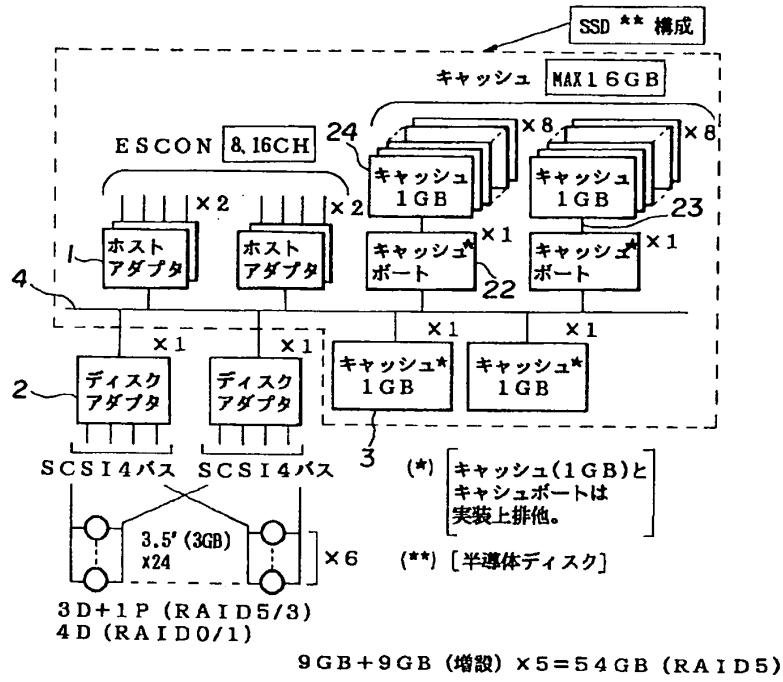 SSD ** 構成
キャッシュ MAX16GB
ESCON 8,16CH
24
×8
×8
キャッシュ
1GB
キャッシュ
1GB
23
×2
×2
1
ホスト
アダプタ
ホスト
アダプタ
×1
キャッシュ*
ボート
22
×1
キャッシュ*
ボート
4
×1
×1
×1
×1
2
ディスク
アダプタ
ディスク
アダプタ
キャッシュ*
1GB
キャッシュ*
1GB
3
SCSI4バス
SCSI4バス
(*) キャッシュ(1GB)と
キャシュボートは
実装上排他。
3.5' (3GB)
x24
×6
(**) [半導体ディスク]
3D+1P (RAID5/3)
4D (RAID0/1)
9GB+9GB (増設) ×5=54GB (RAID5)